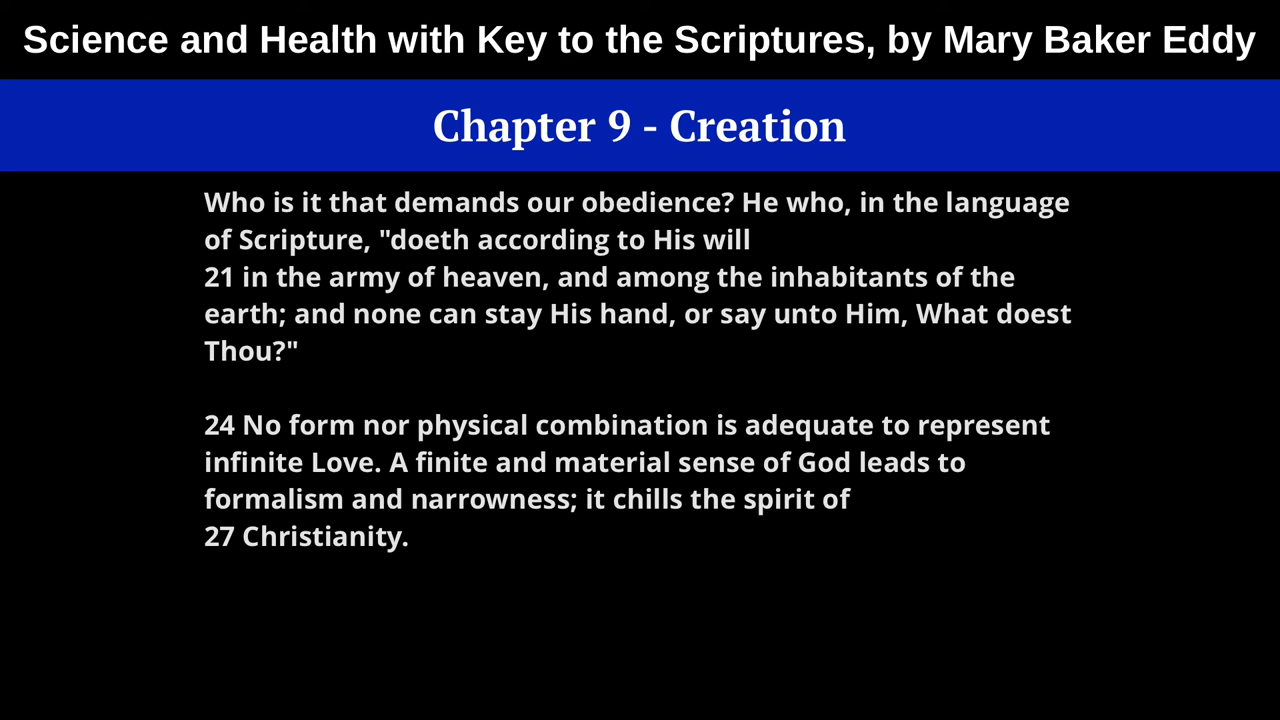 Science and Health with Key to the Scriptures, by Mary Baker Eddy
Chapter 9 - Creation
Who is it that demands our obedience? He who, in the language
of Scripture, "doeth according to His will
21 in the army of heaven, and among the inhabitants of the
earth; and none can stay His hand, or say unto Him, What doest
Thou?"
24 No form nor physical combination is adequate to represent
infinite Love. A finite and material sense of God leads to
formalism and narrowness; it chills the spirit of
27 Christianity.